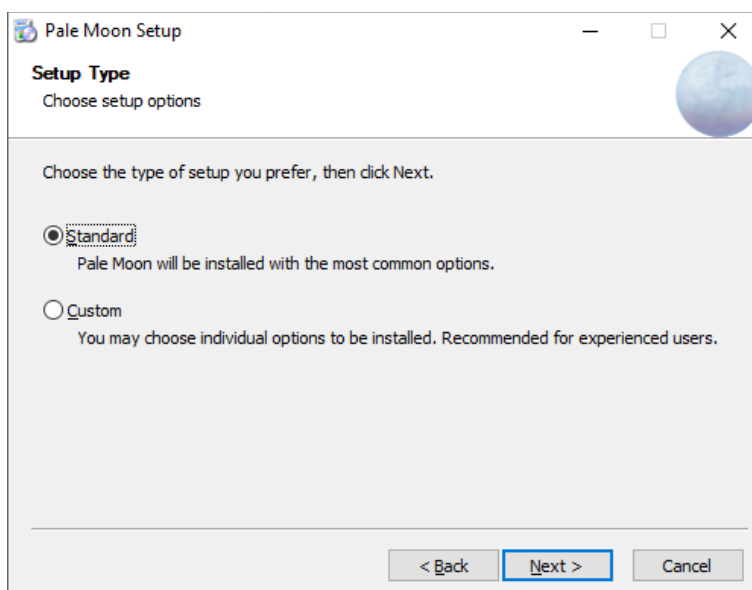 Pale Moon Setup
Setup Type
Choose setup options
Choose the type of setup you prefer, then click Next.
Standard
Pale Moon will be installed with the most common options.
Custom
You may choose individual options to be installed. Recommended for experienced users.
< Back Next > Cancel